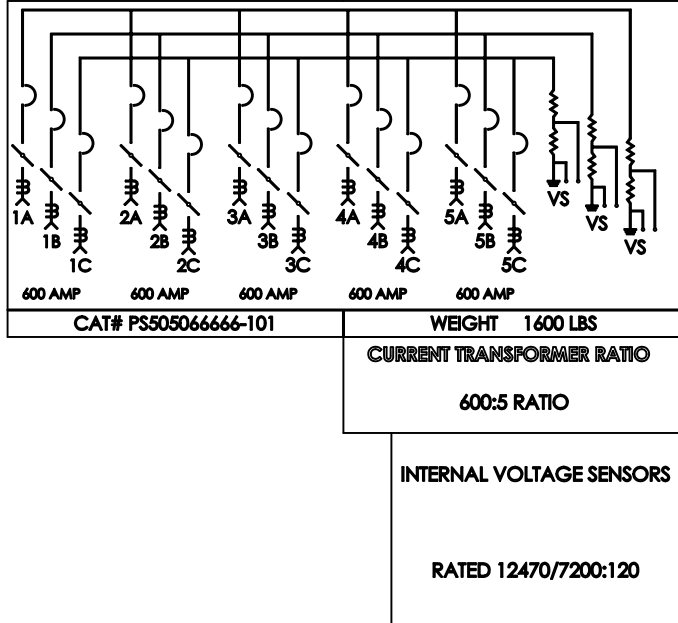 1A 2A 3A 4A 5A VS
1B 2B 3B 4B 5B VS
1C 2C 3C 4C 5C VS
600 AMP 600 AMP 600 AMP 600 AMP 600 AMP
CAT# PS505066666-101 WEIGHT 1600 LBS
CURRENT TRANSFORMER RATIO
600:5 RATIO
INTERNAL VOLTAGE SENSORS
RATED 12470/7200:120